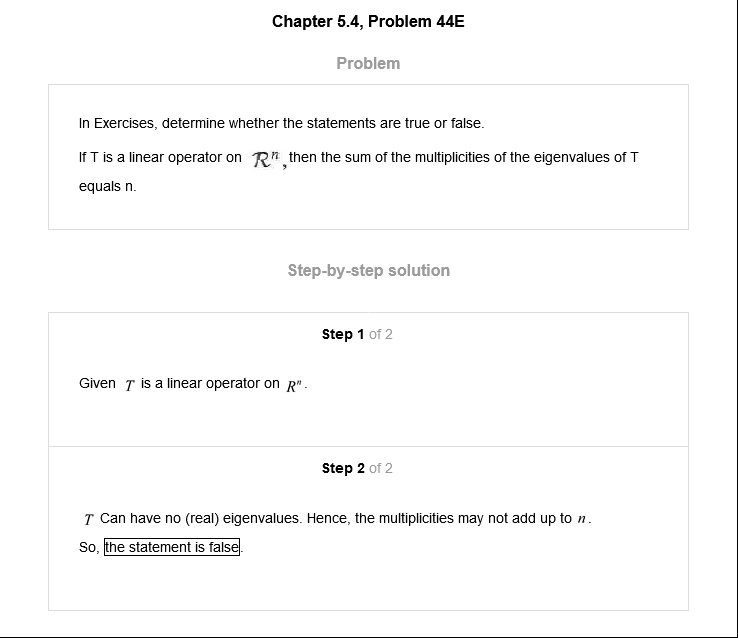 Chapter 5.4, Problem 44E
Problem
In Exercises, determine whether the statements are true or false.
If T is a linear operator on ℛⁿ, then the sum of the multiplicities of the eigenvalues of T
equals n.
Step-by-step solution
Step 1 of 2
Given T is a linear operator on Rⁿ.
Step 2 of 2
T Can have no (real) eigenvalues. Hence, the multiplicities may not add up to n.
So, the statement is false.